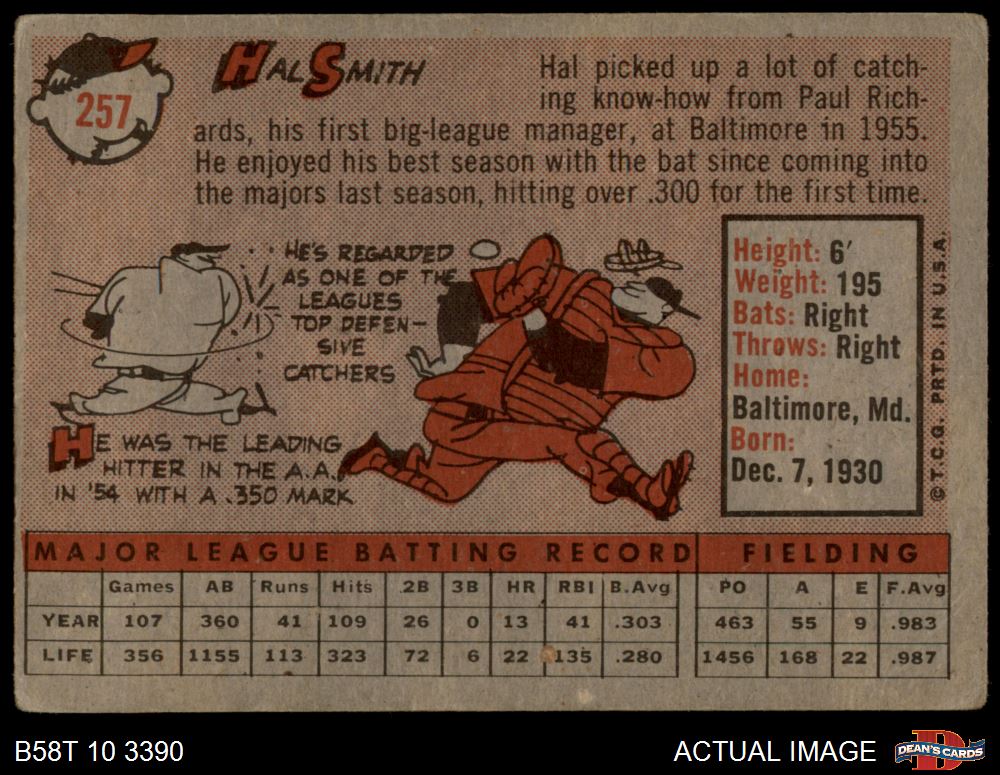 257
HAL SMITH
Hal picked up a lot of catch-
ing know-how from Paul Rich-
ards, his first big-league manager, at Baltimore in 1955.
He enjoyed his best season with the bat since coming into
the majors last season, hitting over .300 for the first time.
HE'S REGARDED
AS ONE OF THE
LEAGUES
TOP DEFEN-
SIVE
CATCHERS
HE WAS THE LEADING
HITTER IN THE A.A.
IN '54 WITH A .350 MARK
Height: 6'
Weight: 195
Bats: Right
Throws: Right
Home:
Baltimore, Md.
Born:
Dec. 7, 1930
© T.C.G. PRTD. IN U.S.A.
MAJOR LEAGUE BATTING RECORD FIELDING
Games AB Runs Hits 2B 3B HR RBI B.Avg PO A E F.Avg
YEAR 107 360 41 109 26 0 13 41 .303 463 55 9 .983
LIFE 356 1155 113 323 72 6 22 135 .280 1456 168 22 .987
B58T 10 3390
ACTUAL IMAGE
DEAN'S CARDS